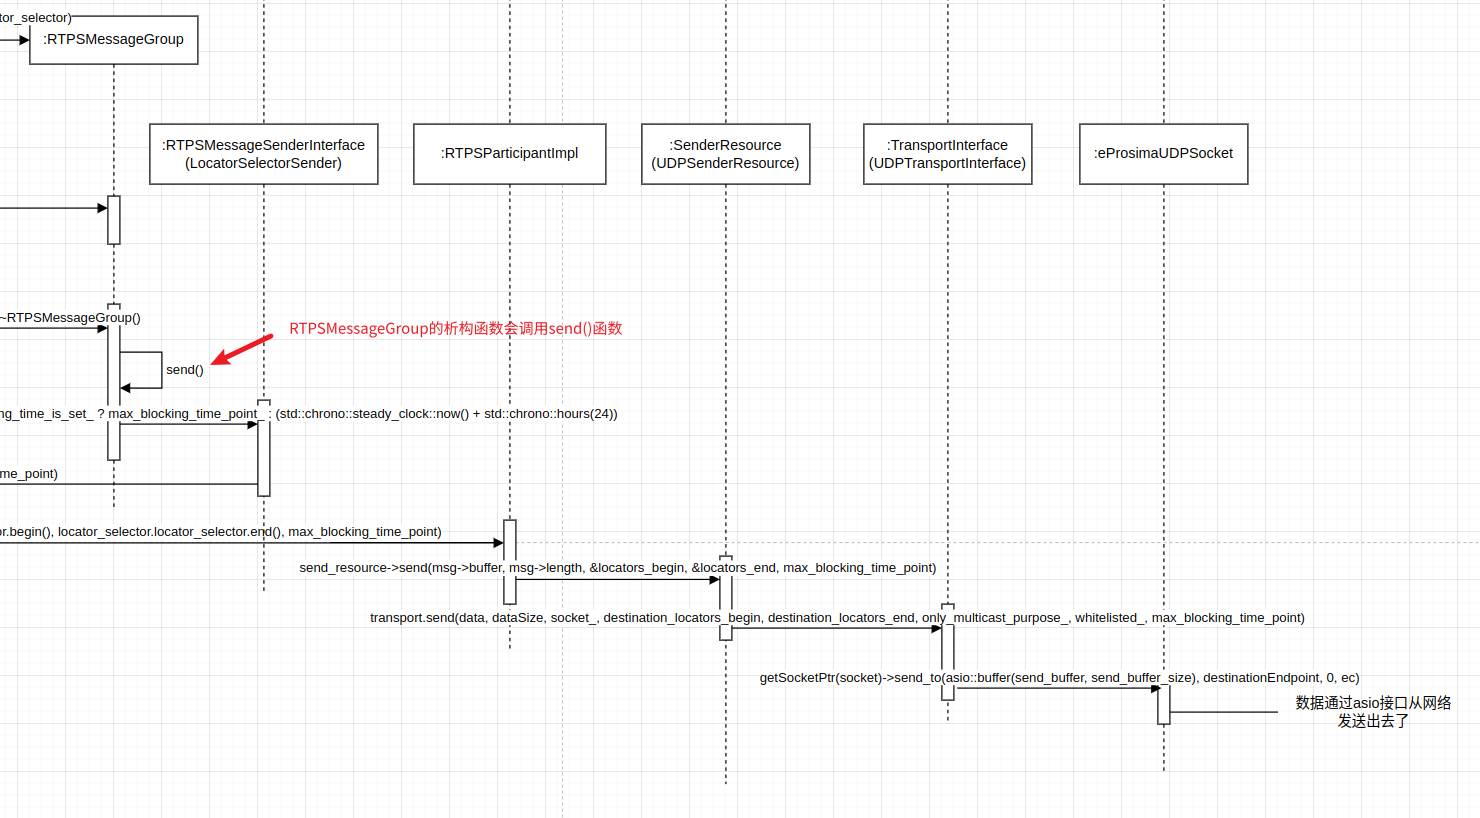 tor_selector)
:RTPSMessageGroup
:RTPSMessageSenderInterface
(LocatorSelectorSender)
:RTPSParticipantImpl
:SenderResource
(UDPSenderResource)
:TransportInterface
(UDPTransportInterface)
:eProsimaUDPSocket
~RTPSMessageGroup()
RTPSMessageGroup的析构函数会调用send()函数
send()
ng_time_is_set_ ? max_blocking_time_point_ : (std::chrono::steady_clock::now() + std::chrono::hours(24))
me_point)
or.begin(), locator_selector.locator_selector.end(), max_blocking_time_point)
send_resource->send(msg->buffer, msg->length, &locators_begin, &locators_end, max_blocking_time_point)
transport.send(data, dataSize, socket_, destination_locators_begin, destination_locators_end, only_multicast_purpose_, whitelisted_, max_blocking_time_point)
getSocketPtr(socket)->send_to(asio::buffer(send_buffer, send_buffer_size), destinationEndpoint, 0, ec)
数据通过asio接口从网络
发送出去了